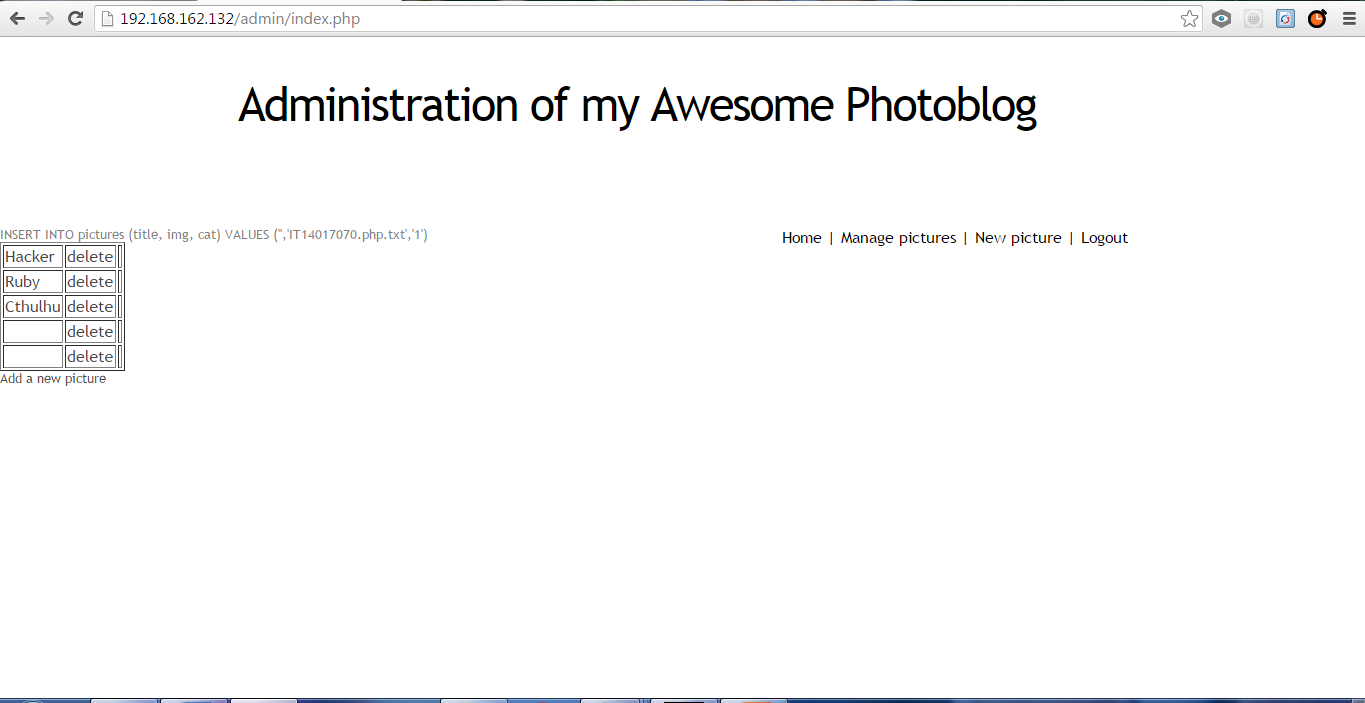 192.168.162.132/admin/index.php
Administration of my Awesome Photoblog
INSERT INTO pictures (title, img, cat) VALUES ('','IT14017070.php.txt','1')
Home | Manage pictures | New picture | Logout
Hacker delete
Ruby delete
Cthulhu delete
delete
delete
Add a new picture